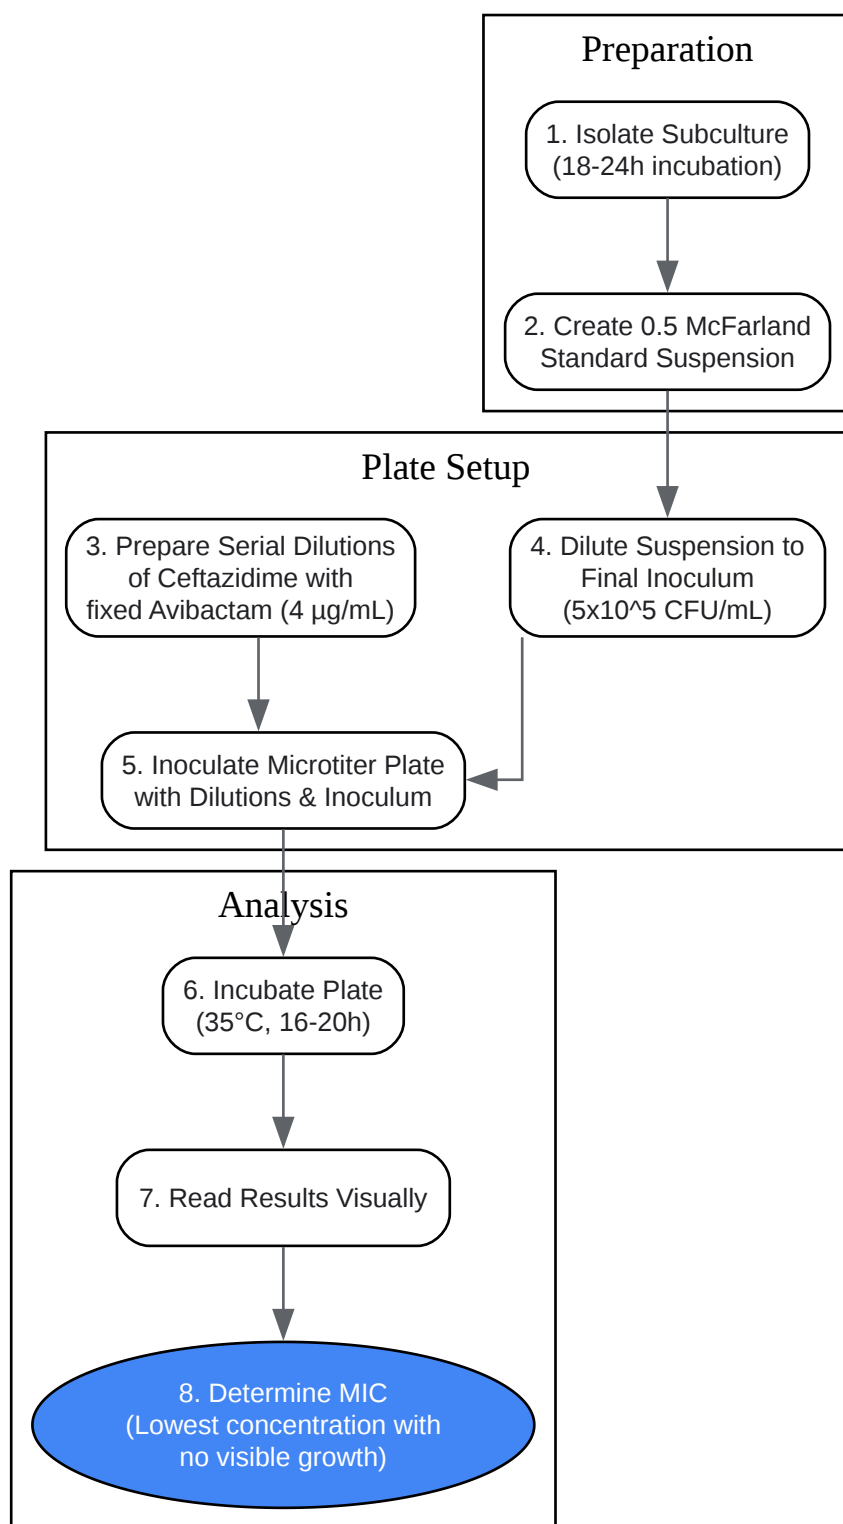 Preparation
1. Isolate Subculture
(18-24h incubation)
2. Create 0.5 McFarland
Standard Suspension
Plate Setup
3. Prepare Serial Dilutions
of Ceftazidime with
fixed Avibactam (4 µg/mL)
4. Dilute Suspension to
Final Inoculum
(5x10^5 CFU/mL)
5. Inoculate Microtiter Plate
with Dilutions & Inoculum
Analysis
6. Incubate Plate
(35°C, 16-20h)
7. Read Results Visually
8. Determine MIC
(Lowest concentration with
no visible growth)